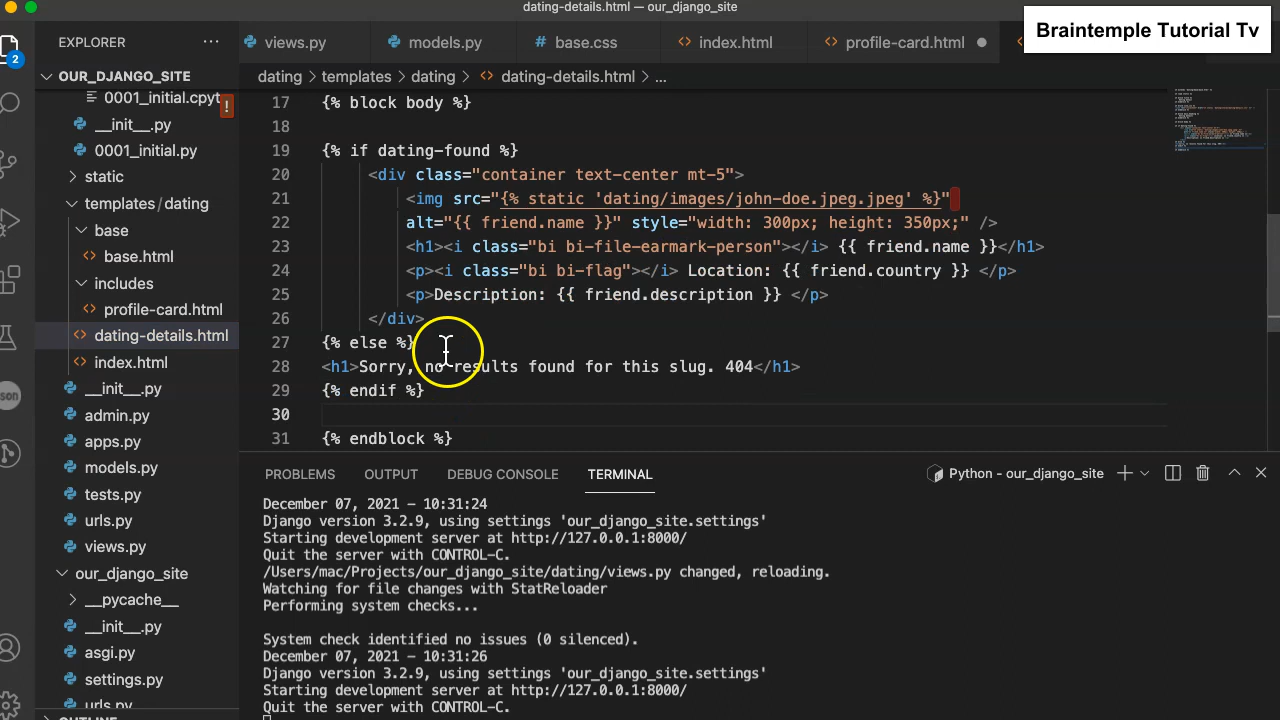 dating-details.html — our_django_site
Braintemple Tutorial Tv
EXPLORER
views.py
models.py
# base.css
<> index.html
<> profile-card.html
2
OUR_DJANGO_SITE
dating > templates > dating > <> dating-details.html > ...
0001_initial.cpyt
!
__init__.py
0001_initial.py
static
templates/dating
base
<> base.html
includes
<> profile-card.html
<> dating-details.html
<> index.html
__init__.py
admin.py
apps.py
models.py
tests.py
urls.py
views.py
our_django_site
__pycache__
__init__.py
asgi.py
settings.py
urls.py
OUTLINE
son
17 {% block body %}
18
19 {% if dating-found %}
20 <div class="container text-center mt-5">
21 <img src="{% static 'dating/images/john-doe.jpeg.jpeg' %}"
22 alt="{{ friend.name }}" style="width: 300px; height: 350px;" />
23 <h1><i class="bi bi-file-earmark-person"></i> {{ friend.name }}</h1>
24 <p><i class="bi bi-flag"></i> Location: {{ friend.country }} </p>
25 <p>Description: {{ friend.description }} </p>
26 </div>
27 {% else %}
28 <h1>Sorry, no results found for this slug. 404</h1>
29 {% endif %}
30
31 {% endblock %}
PROBLEMS OUTPUT DEBUG CONSOLE TERMINAL
Python - our_django_site
December 07, 2021 - 10:31:24
Django version 3.2.9, using settings 'our_django_site.settings'
Starting development server at http://127.0.0.1:8000/
Quit the server with CONTROL-C.
/Users/mac/Projects/our_django_site/dating/views.py changed, reloading.
Watching for file changes with StatReloader
Performing system checks...
System check identified no issues (0 silenced).
December 07, 2021 - 10:31:26
Django version 3.2.9, using settings 'our_django_site.settings'
Starting development server at http://127.0.0.1:8000/
Quit the server with CONTROL-C.